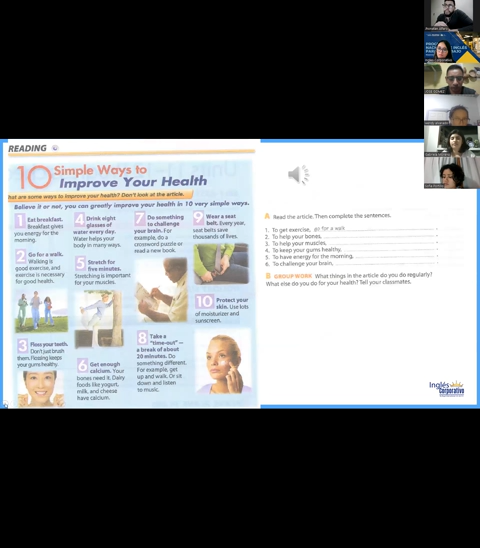 READING
10 Simple Ways to
Improve Your Health
hat are some ways to improve your health? Don't look at the article.
Believe it or not, you can greatly improve your health in 10 very simple ways.
1 Eat breakfast.
Breakfast gives
you energy for the
morning.
2 Go for a walk.
Walking is
good exercise, and
exercise is necessary
for good health.
3 Floss your teeth.
Don't just brush
them. Flossing keeps
your gums healthy.
4 Drink eight
glasses of
water every day.
Water helps your
body in many ways.
5 Stretch for
five minutes.
Stretching is important
for your muscles.
6 Get enough
calcium. Your
bones need it. Dairy
foods like yogurt,
milk, and cheese
have calcium.
7 Do something
to challenge
your brain. For
example, do a
crossword puzzle or
read a new book.
8 Take a
"time-out" —
a break of about
20 minutes. Do
something different.
For example, get
up and walk. Or sit
down and listen
to music.
9 Wear a seat
belt. Every year,
seat belts save
thousands of lives.
10 Protect your
skin. Use lots
of moisturizer and
sunscreen.
A Read the article. Then complete the sentences.
1. To get exercise, go for a walk .
2. To help your bones, .
3. To help your muscles, .
4. To keep your gums healthy, .
5. To have energy for the morning, .
6. To challenge your brain, .
B GROUP WORK What things in the article do you do regularly?
What else do you do for your health? Tell your classmates.
Inglés
Corporativo